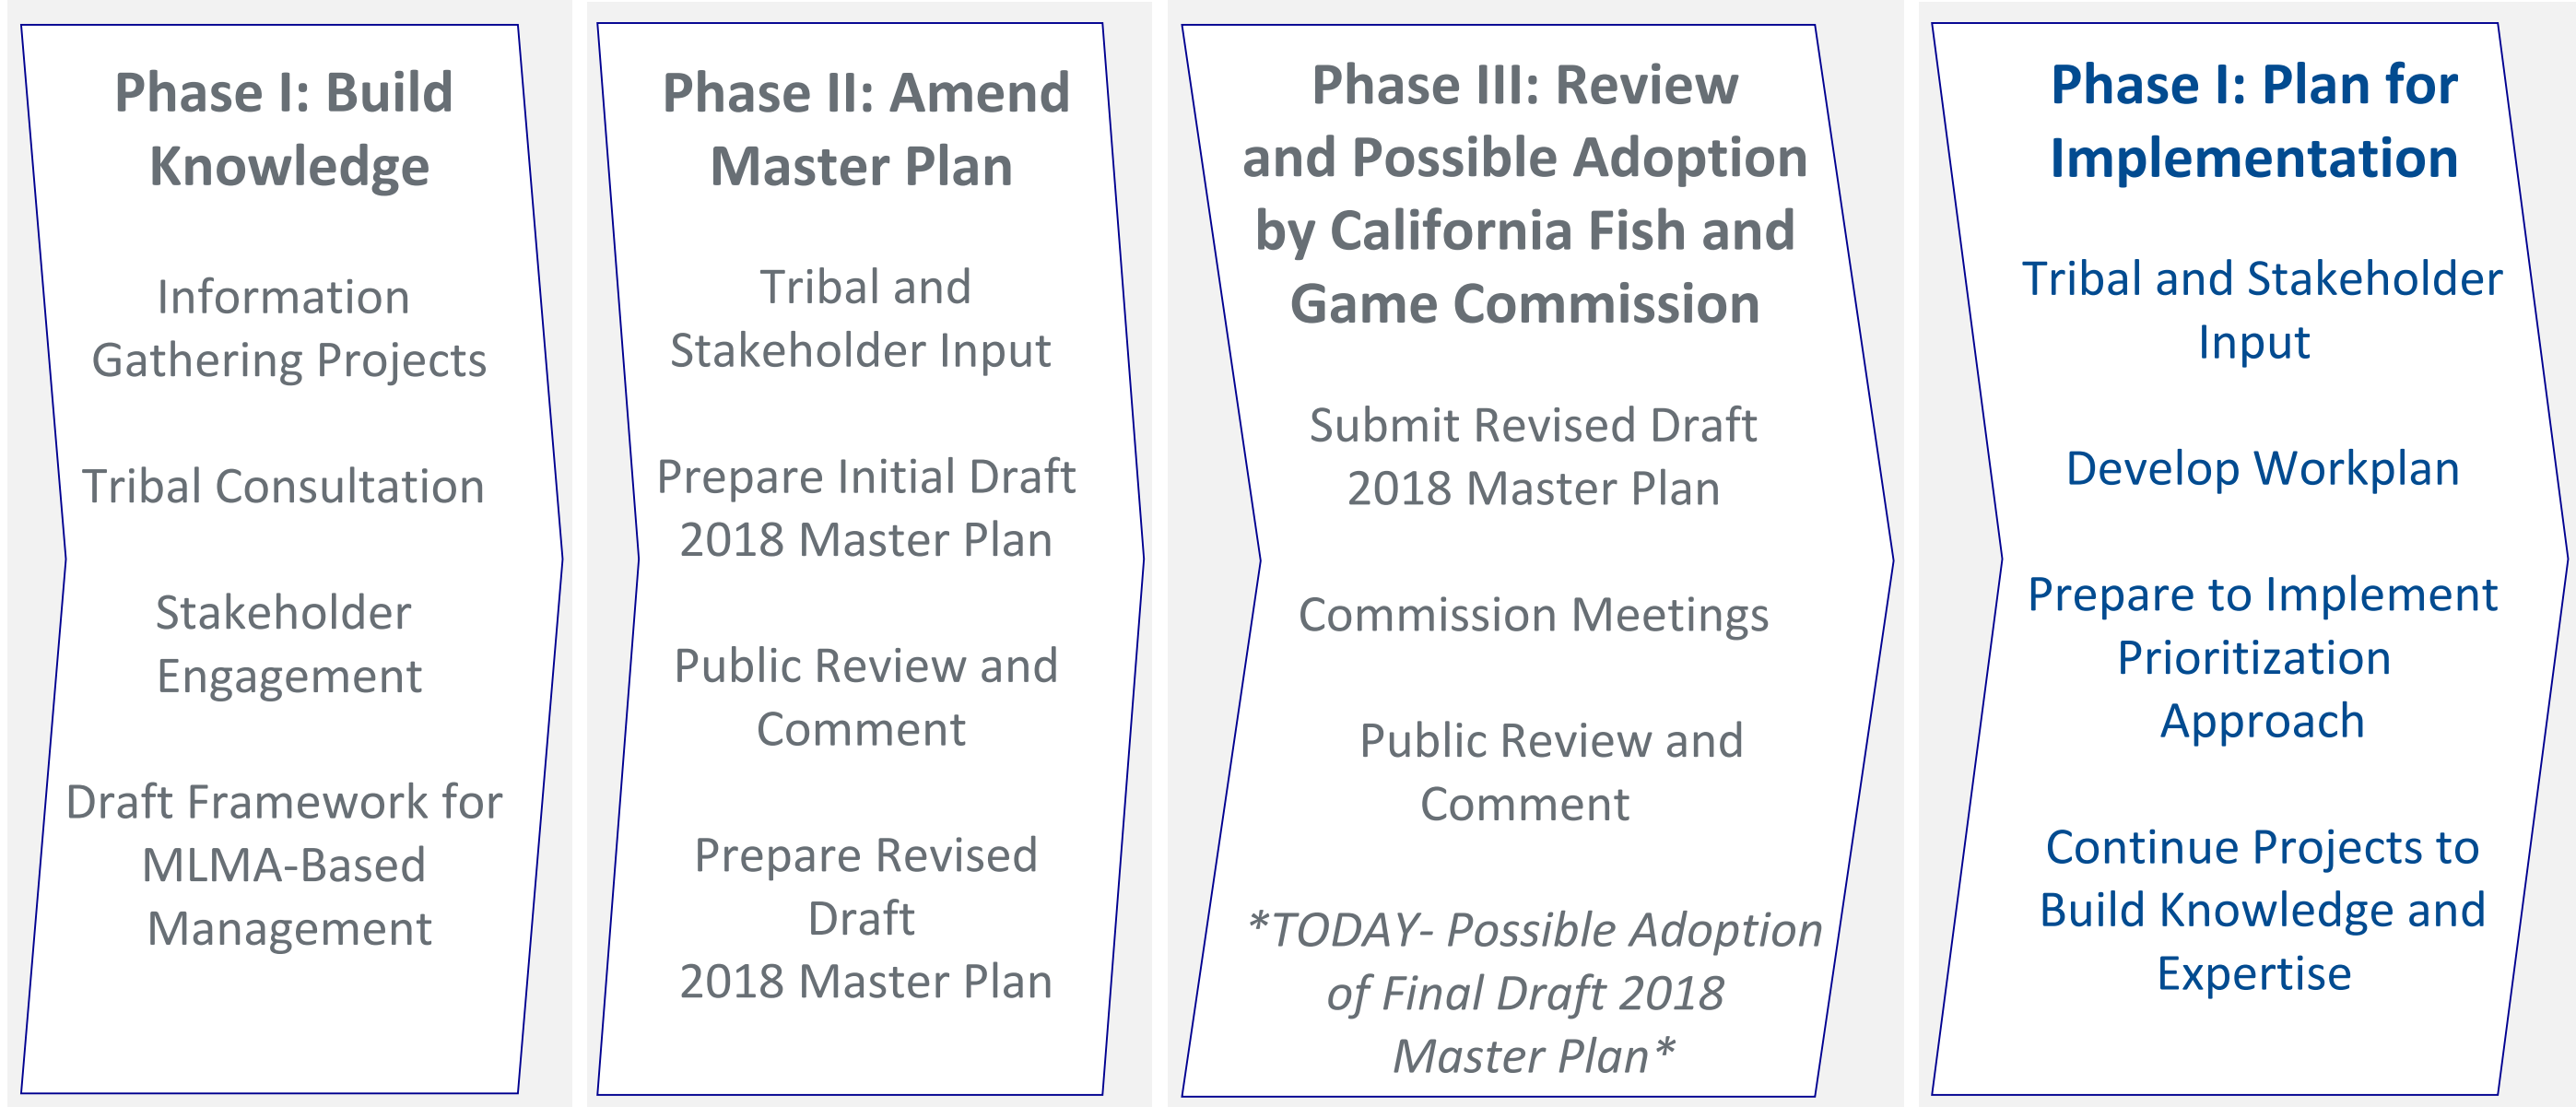 Phase I: Build
Knowledge
Information
Gathering Projects
Tribal Consultation
Stakeholder
Engagement
Draft Framework for
MLMA-Based
Management
Phase II: Amend
Master Plan
Tribal and
Stakeholder Input
Prepare Initial Draft
2018 Master Plan
Public Review and
Comment
Prepare Revised
Draft
2018 Master Plan
Phase III: Review
and Possible Adoption
by California Fish and
Game Commission
Submit Revised Draft
2018 Master Plan
Commission Meetings
Public Review and
Comment
*TODAY- Possible Adoption
of Final Draft 2018
Master Plan*
Phase I: Plan for
Implementation
Tribal and Stakeholder
Input
Develop Workplan
Prepare to Implement
Prioritization
Approach
Continue Projects to
Build Knowledge and
Expertise